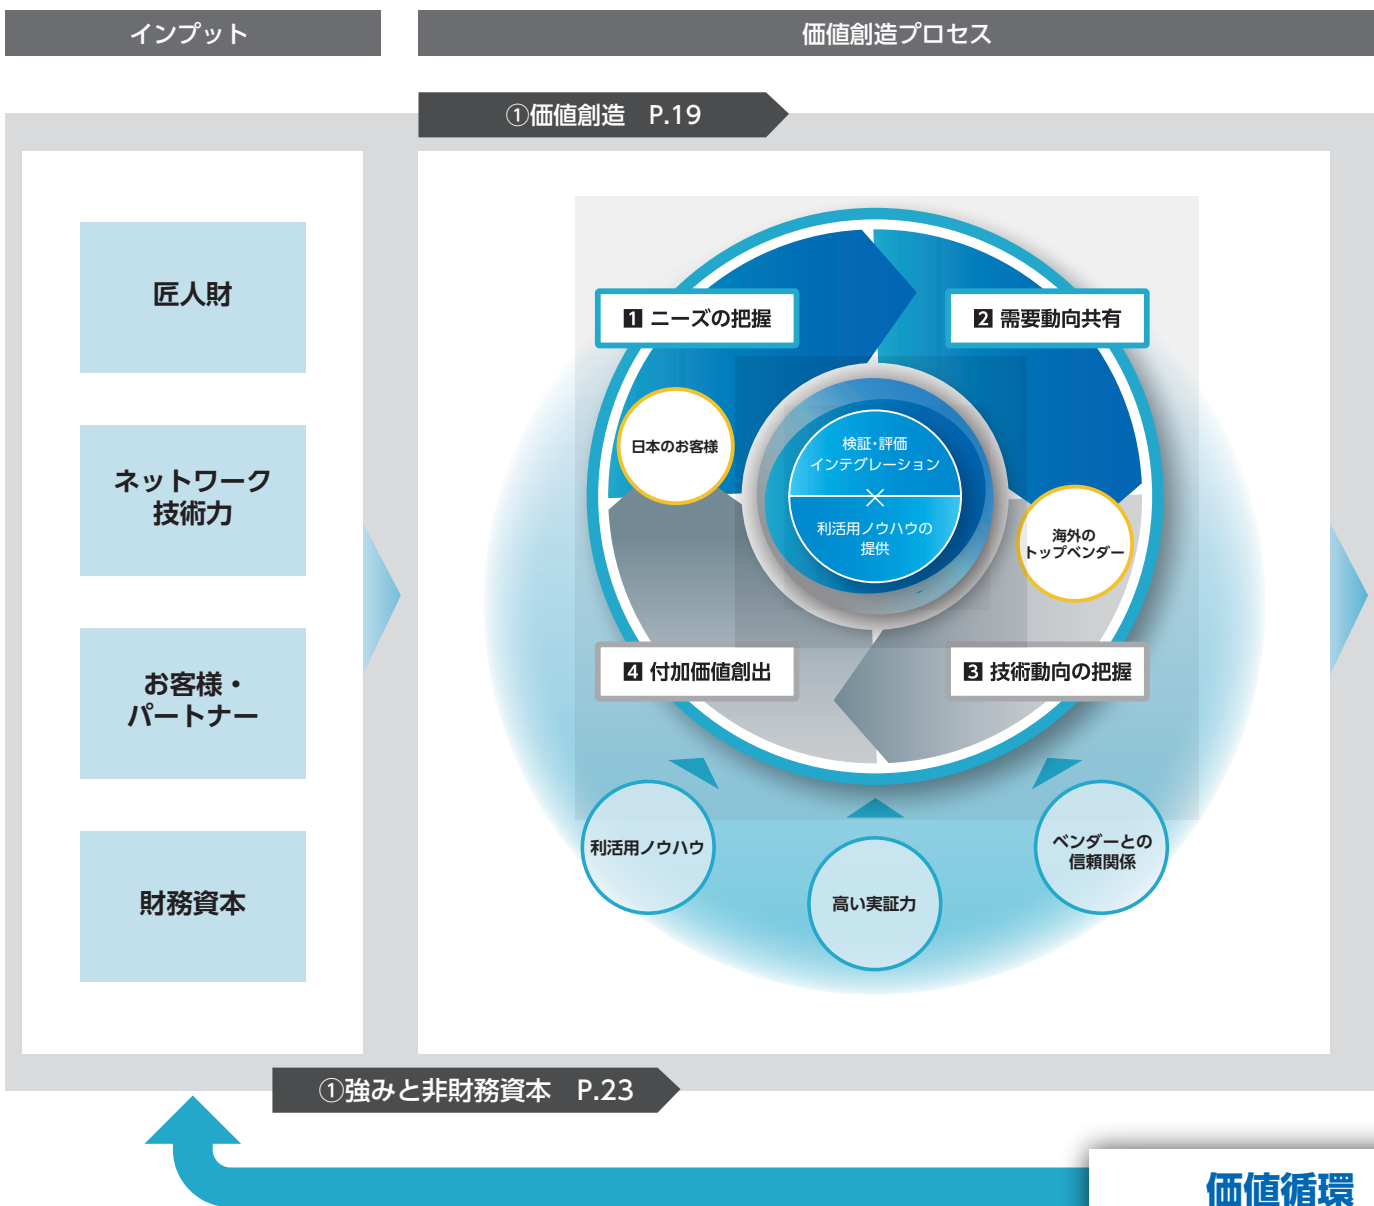 インプット
価値創造プロセス
①価値創造 P.19
匠人財
ネットワーク
技術力
お客様・
パートナー
財務資本
1 ニーズの把握
2 需要動向共有
日本のお客様
検証・評価
インテグレーション
×
利活用ノウハウの
提供
海外の
トップベンダー
4 付加価値創出
3 技術動向の把握
利活用ノウハウ
高い実証力
ベンダーとの
信頼関係
①強みと非財務資本 P.23
価値循環